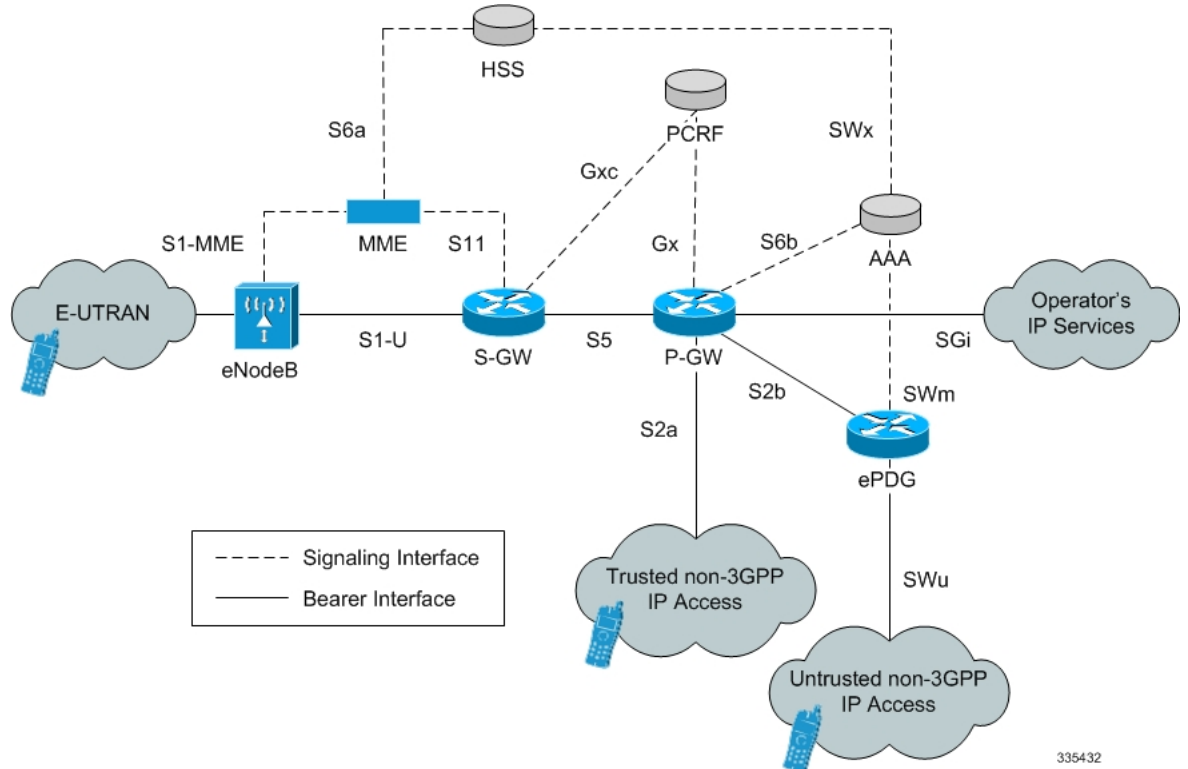 HSS
PCRF
S6a
SWx
Gxc
S1-MME
MME
S11
Gx
S6b
AAA
E-UTRAN
Operator's
IP Services
eNodeB
S1-U
S-GW
S5
P-GW
SGi
S2b
SWm
S2a
ePDG
Signaling Interface
Bearer Interface
Trusted non-3GPP
IP Access
SWu
Untrusted non-3GPP
IP Access
335432